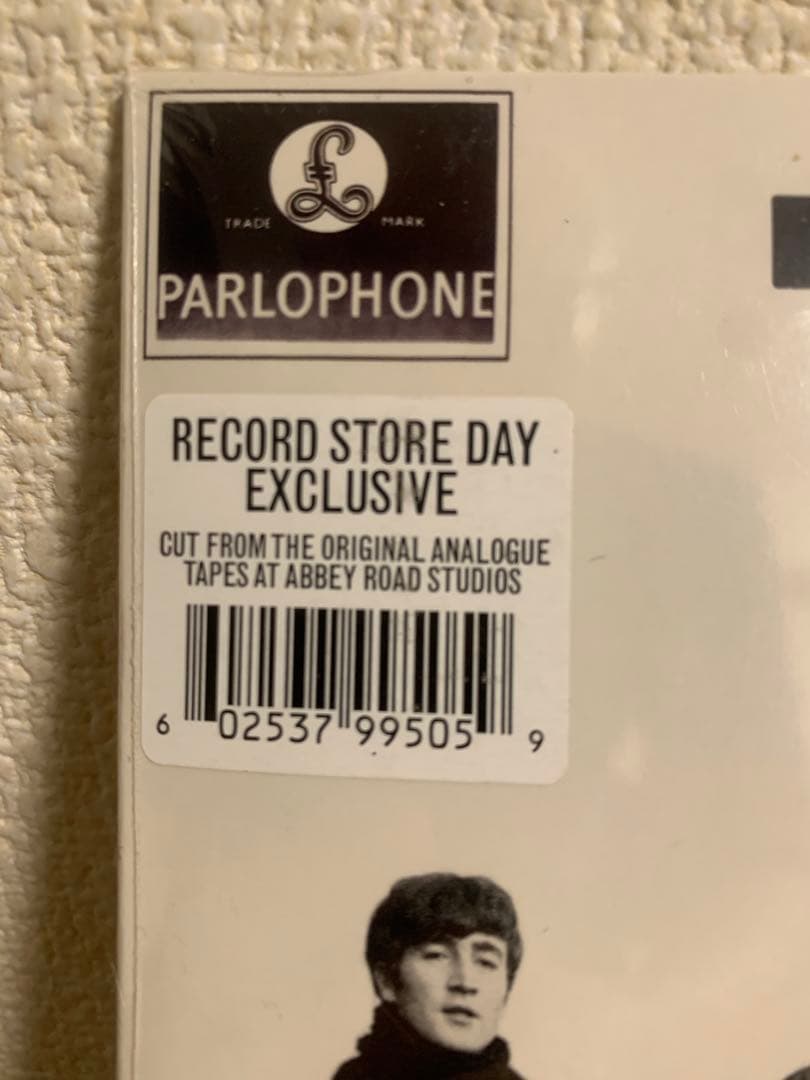 £
TRADE MARK
PARLOPHONE
RECORD STORE DAY
EXCLUSIVE
CUT FROM THE ORIGINAL ANALOGUE
TAPES AT ABBEY ROAD STUDIOS
6 02537 99505 9